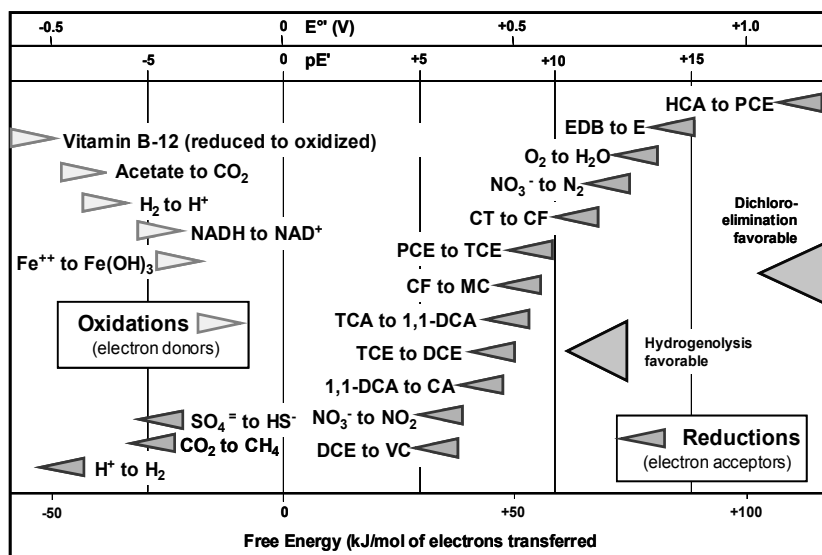 -0.5 0 E°' (V) +0.5 +1.0
-5 0 pE' +5 +10 +15
HCA to PCE
EDB to E
Vitamin B-12 (reduced to oxidized)
O₂ to H₂O
Acetate to CO₂
NO₃⁻ to N₂
H₂ to H⁺
Dichloro-
elimination
favorable
CT to CF
NADH to NAD⁺
PCE to TCE
Fe⁺⁺ to Fe(OH)₃
CF to MC
TCA to 1,1-DCA
Oxidations
(electron donors)
Hydrogenolysis
favorable
TCE to DCE
1,1-DCA to CA
SO₄⁼ to HS⁻
NO₃⁻ to NO₂
CO₂ to CH₄
DCE to VC
Reductions
(electron acceptors)
H⁺ to H₂
-50 0 +50 +100
Free Energy (kJ/mol of electrons transferred